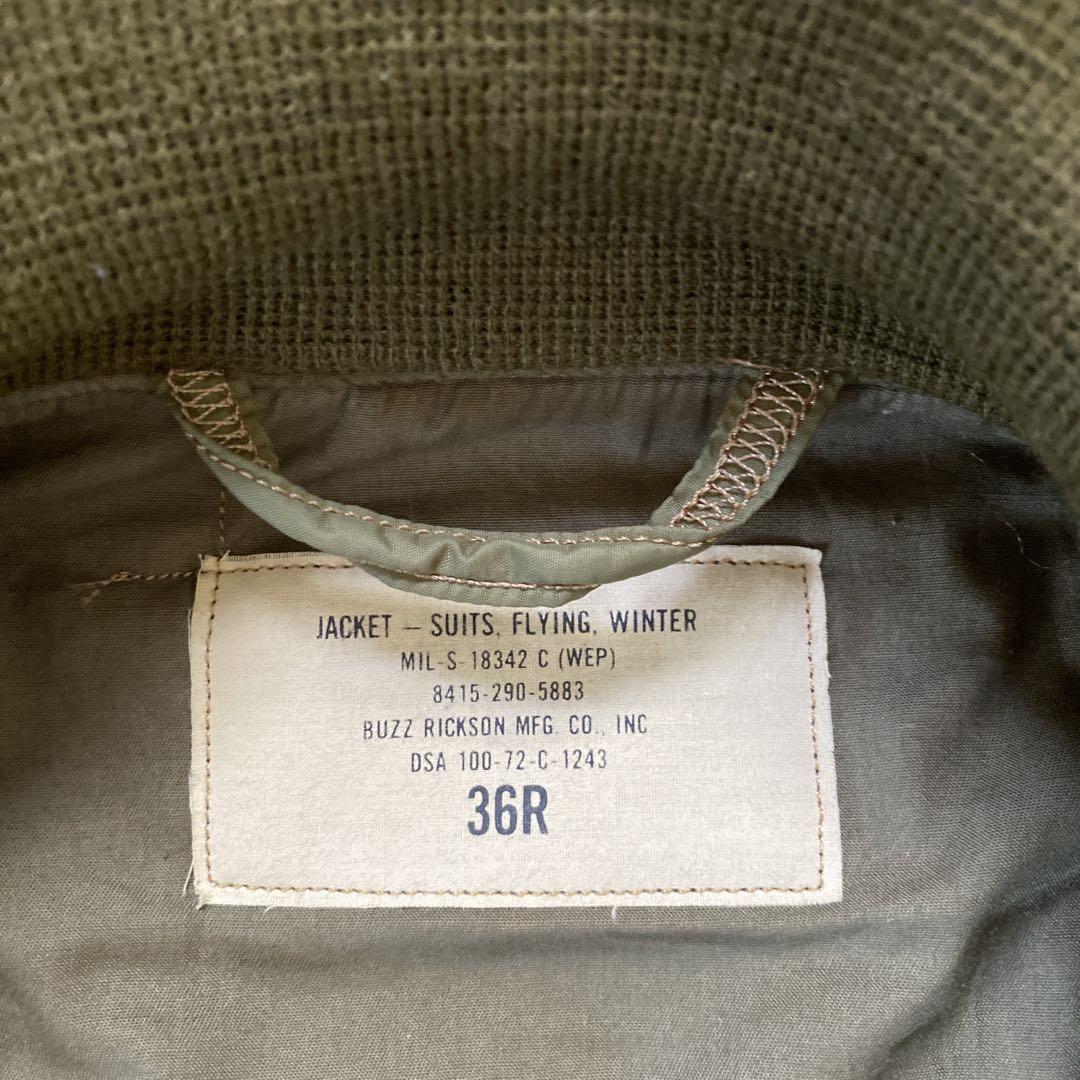 JACKET – SUITS, FLYING, WINTER
MIL-S-18342 C (WEP)
8415-290-5883
BUZZ RICKSON MFG. CO., INC
DSA 100-72-C-1243
36R